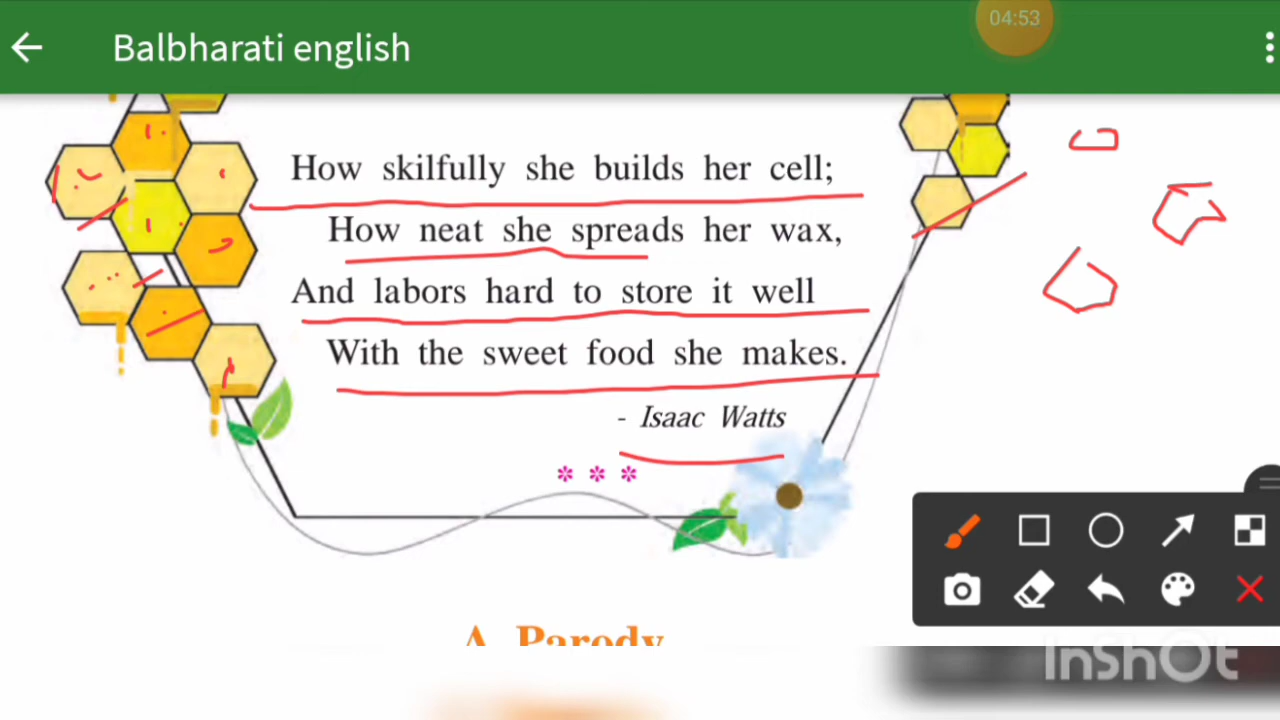 04:53
Balbharati english
How skilfully she builds her cell;
How neat she spreads her wax,
And labors hard to store it well
With the sweet food she makes.
- Isaac Watts
* * *
A Parody
InShOt